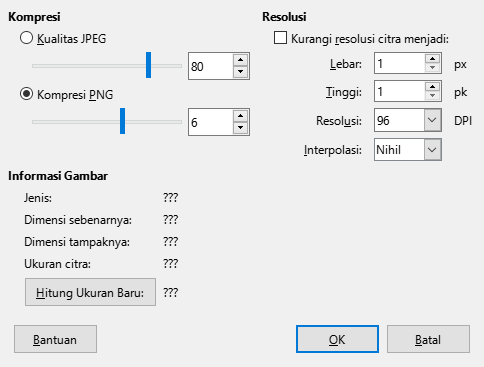 Kompresi
Kualitas JPEG
80
Kompresi PNG
6
Resolusi
Kurangi resolusi citra menjadi:
Lebar: 1 px
Tinggi: 1 pk
Resolusi: 96 DPI
Interpolasi: Nihil
Informasi Gambar
Jenis: ???
Dimensi sebenarnya: ???
Dimensi tampaknya: ???
Ukuran citra: ???
Hitung Ukuran Baru: ???
Bantuan OK Batal